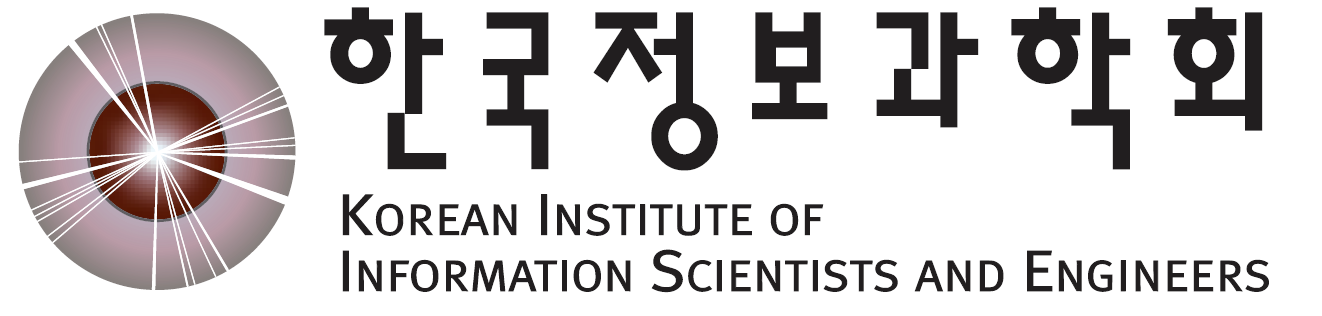 한국정보과학회
KOREAN INSTITUTE OF
INFORMATION SCIENTISTS AND ENGINEERS